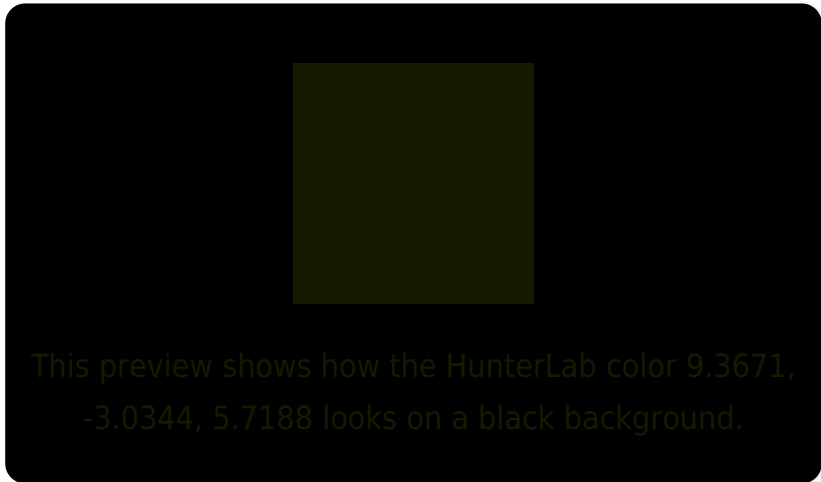 This preview shows how the HunterLab color 9.3671,
-3.0344, 5.7188 looks on a black background.